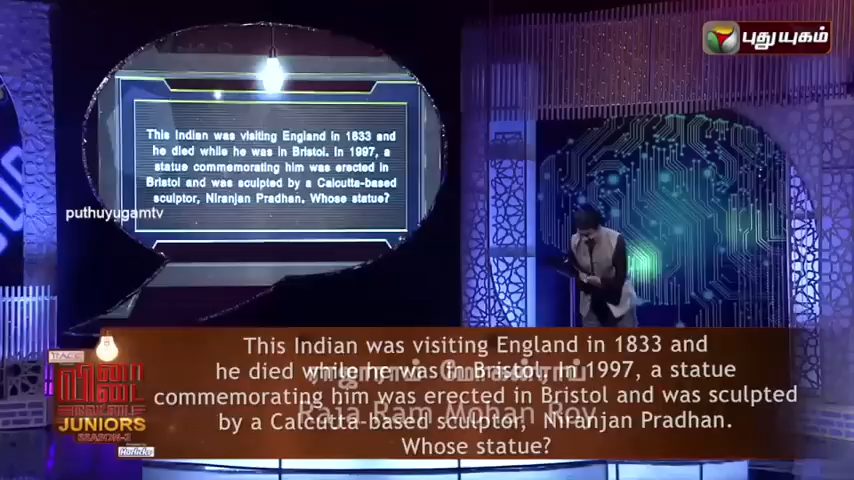 புதுயுகம்
This Indian was visiting England in 1833 and
he died while he was in Bristol. In 1997, a
statue commemorating him was erected in
Bristol and was sculpted by a Calcutta-based
sculptor, Niranjan Pradhan. Whose statue?
puthuyugamtv
This Indian was visiting England in 1833 and
he died while he was in Bristol. In 1997, a statue
commemorating him was erected in Bristol and was sculpted
by a Calcutta-based sculptor, Niranjan Pradhan.
Whose statue?
Raja Ram Mohan Roy
RACE
விடை
JUNIORS
SEASON-2
Horlicks